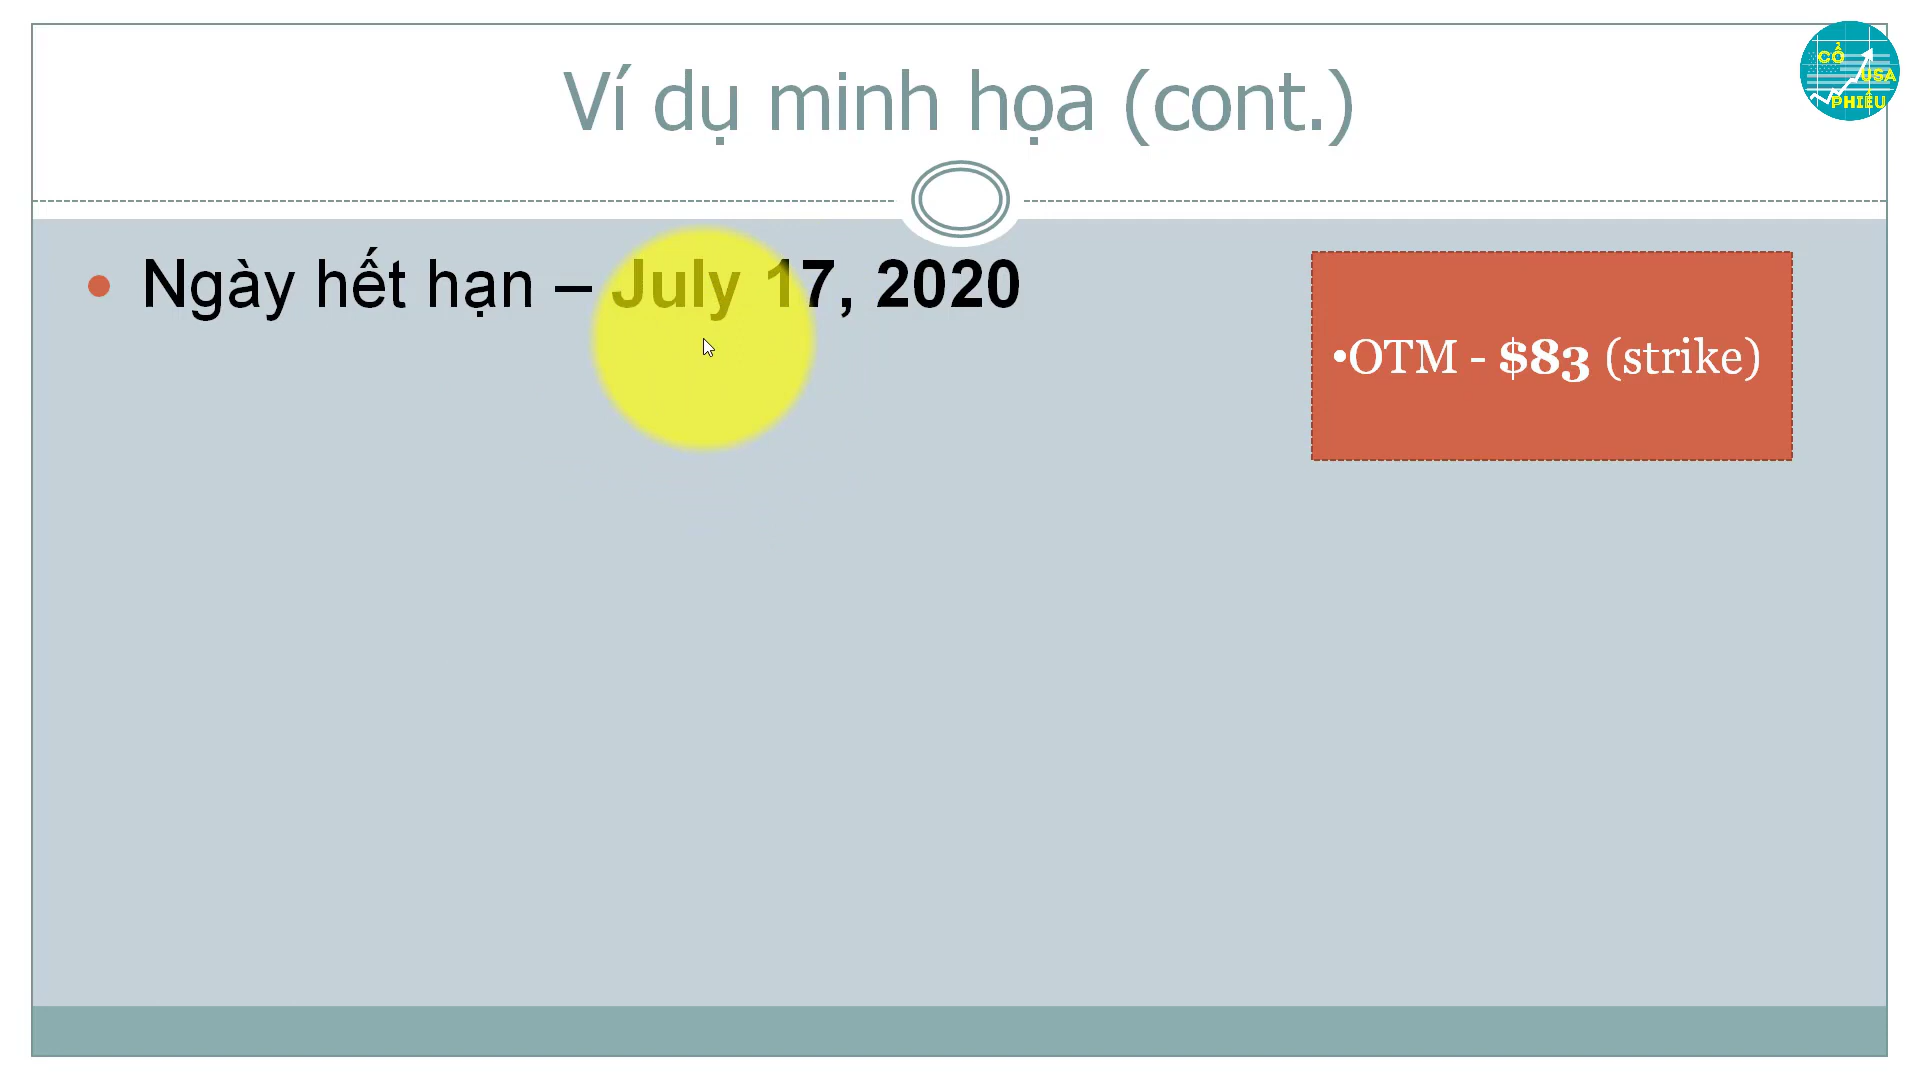 Ví dụ minh họa (cont.)
CỔ
USA
PHIẾU
• Ngày hết hạn – July 17, 2020
•OTM - $83 (strike)